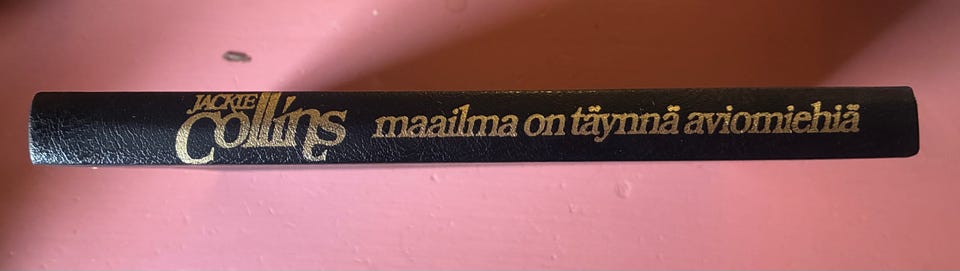 JACKIE
Collins
maailma on täynnä aviomiehiä